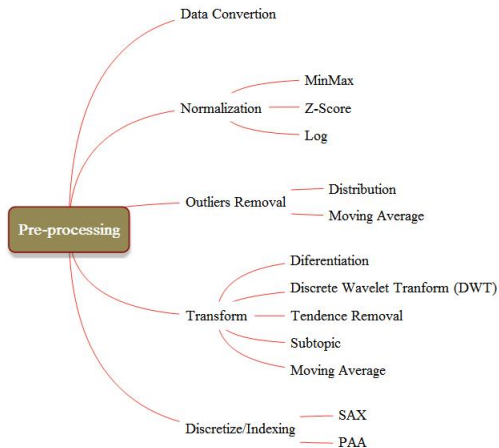 Data Convertion
Normalization
MinMax
Z-Score
Log
Pre-processing
Outliers Removal
Distribution
Moving Average
Transform
Diferentiation
Discrete Wavelet Tranform (DWT)
Tendence Removal
Subtopic
Moving Average
Discretize/Indexing
SAX
PAA